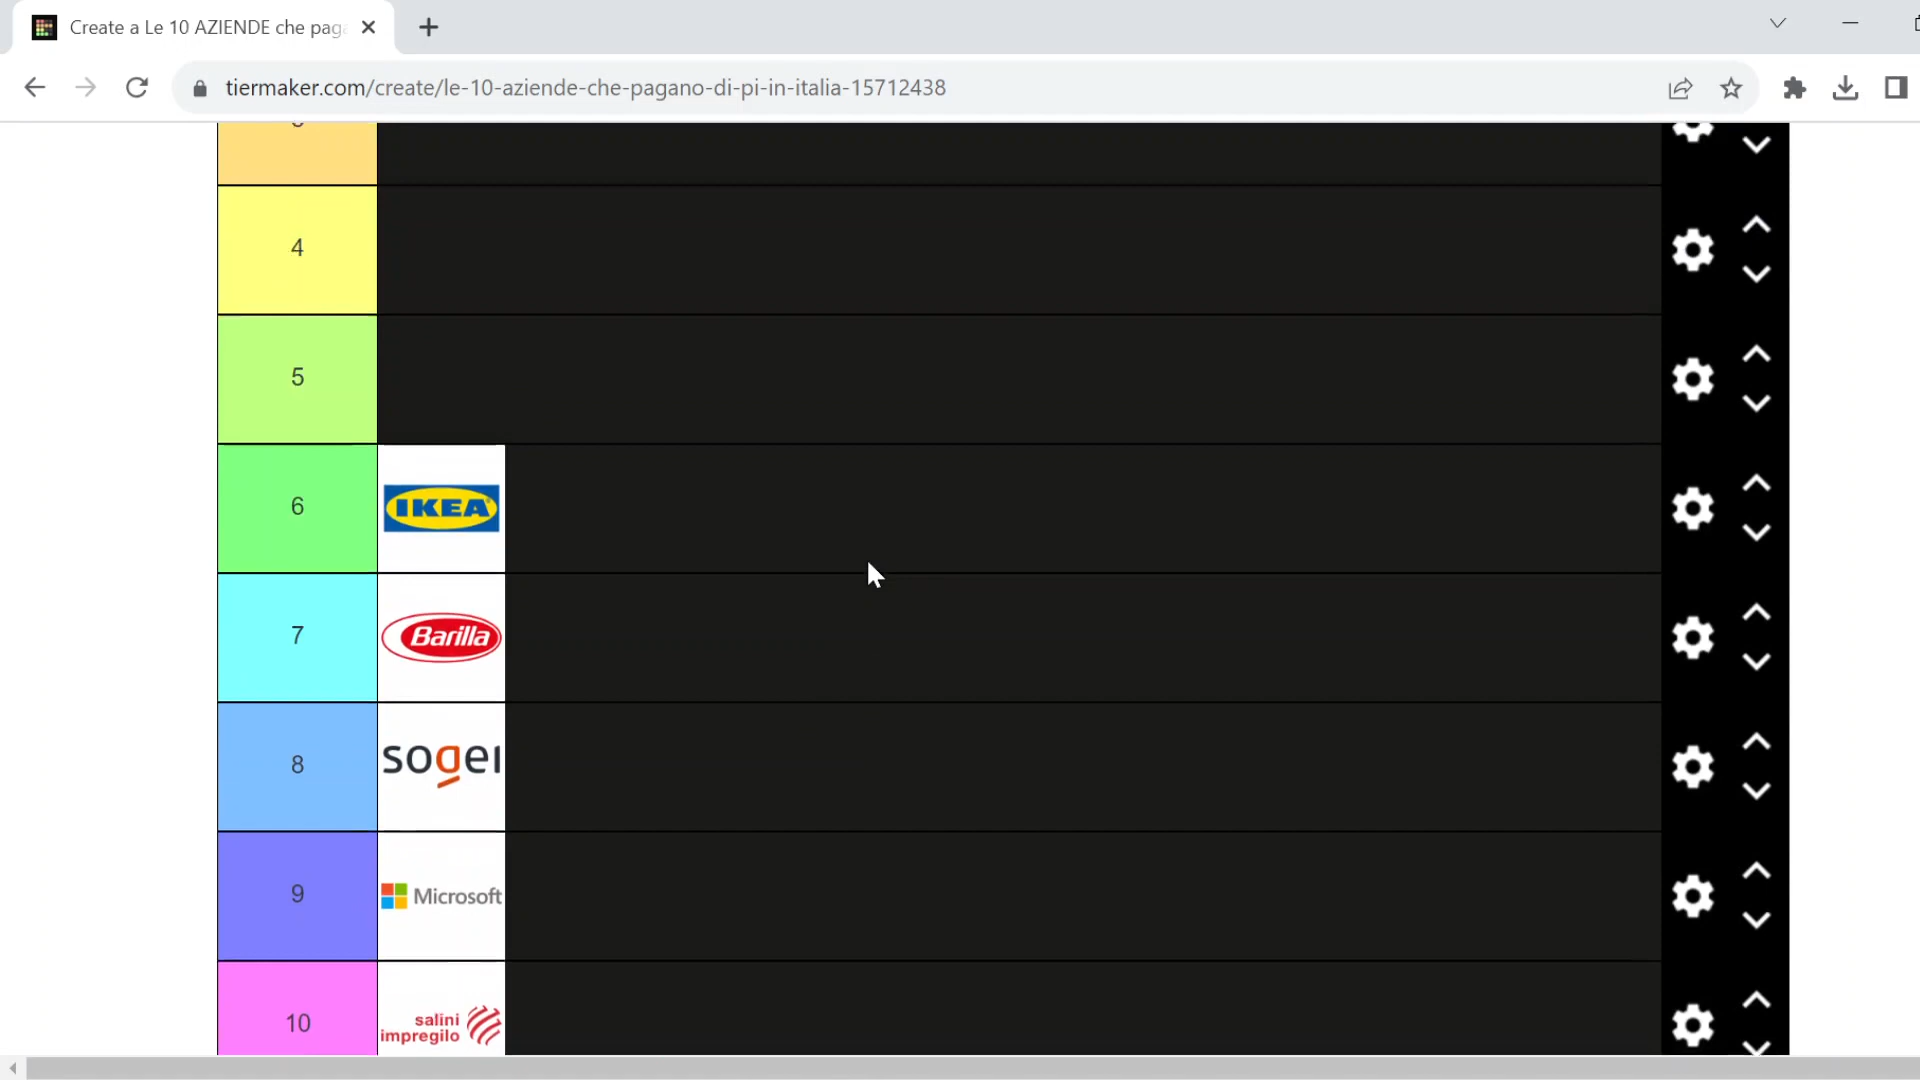 Create a Le 10 AZIENDE che paga
tiermaker.com/create/le-10-aziende-che-pagano-di-pi-in-italia-15712438
4
5
6
IKEA
7
Barilla
8
sogei
9
Microsoft
10
salini
impregilo